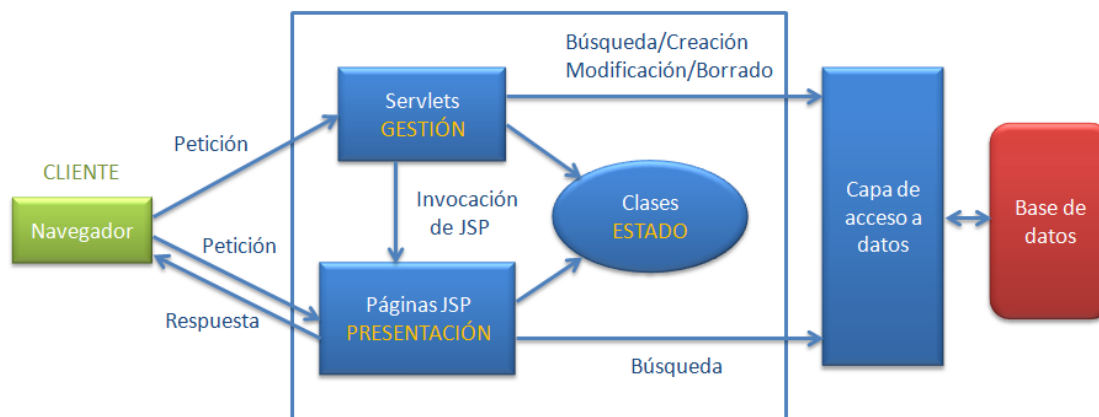 Búsqueda/Creación
Modificación/Borrado
Servlets
GESTIÓN
Petición
CLIENTE
Navegador
Invocación
de JSP
Clases
ESTADO
Capa de
acceso a
datos
Base de
datos
Petición
Respuesta
Páginas JSP
PRESENTACIÓN
Búsqueda